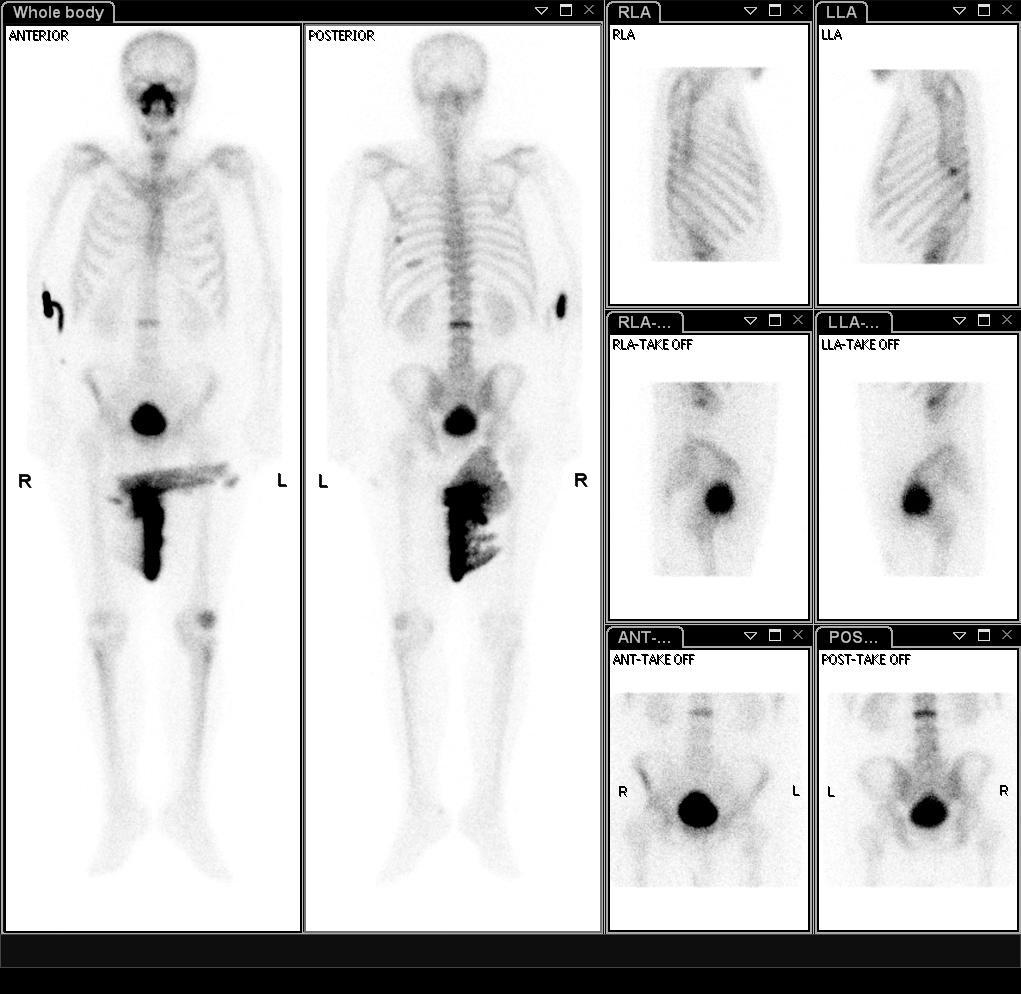 Whole body
ANTERIOR
POSTERIOR
R
L
L
R
RLA
RLA
LLA
LLA
RLA-...
RLA-TAKE OFF
LLA-...
LLA-TAKE OFF
ANT-...
ANT-TAKE OFF
R
L
POS...
POST-TAKE OFF
L
R